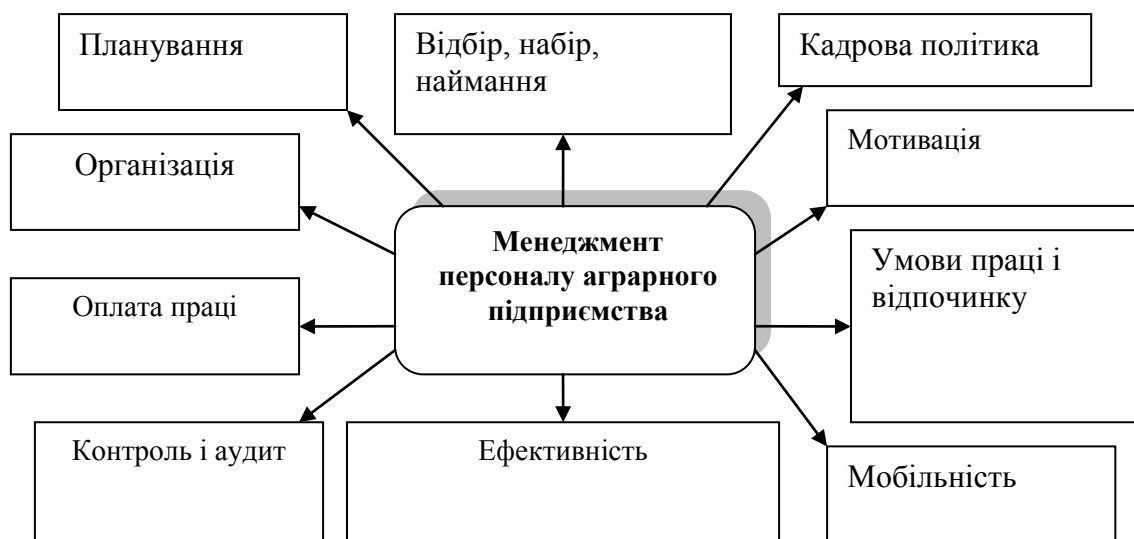 Планування
Відбір, набір,
наймання
Кадрова політика
Організація
Мотивація
Менеджмент
персоналу аграрного
підприємства
Умови праці і
відпочинку
Оплата праці
Контроль і аудит
Ефективність
Мобільність